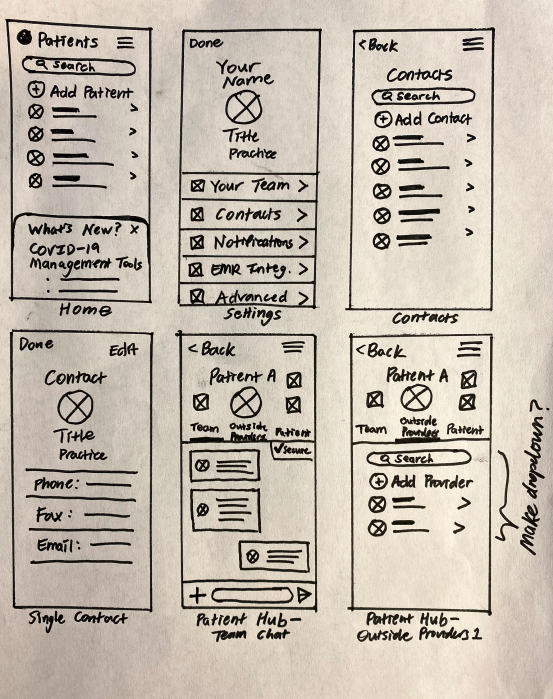 Patients
Search
Add Patient
>
>
>
>
What's New? X
COVID-19
Management Tools
Home
Done
Your
Name
Title
Practice
Your Team >
Contacts >
Notifications >
EMR Integ. >
Advanced >
Settings
<Back
Contacts
Search
+ Add Contact
>
>
>
>
>
Contacts
Done Edit
Contact
Title
Practice
Phone:
Fax:
Email:
Single Contact
<Back
Patient A
Team Outside Patient
Providers
✓Secure
+
Patient Hub-
Team Chat
<Back
Patient A
Team Outside Patient
Providers
Search
+ Add Provider
>
>
Patient Hub-
Outside Providers 1
Make dropdown?